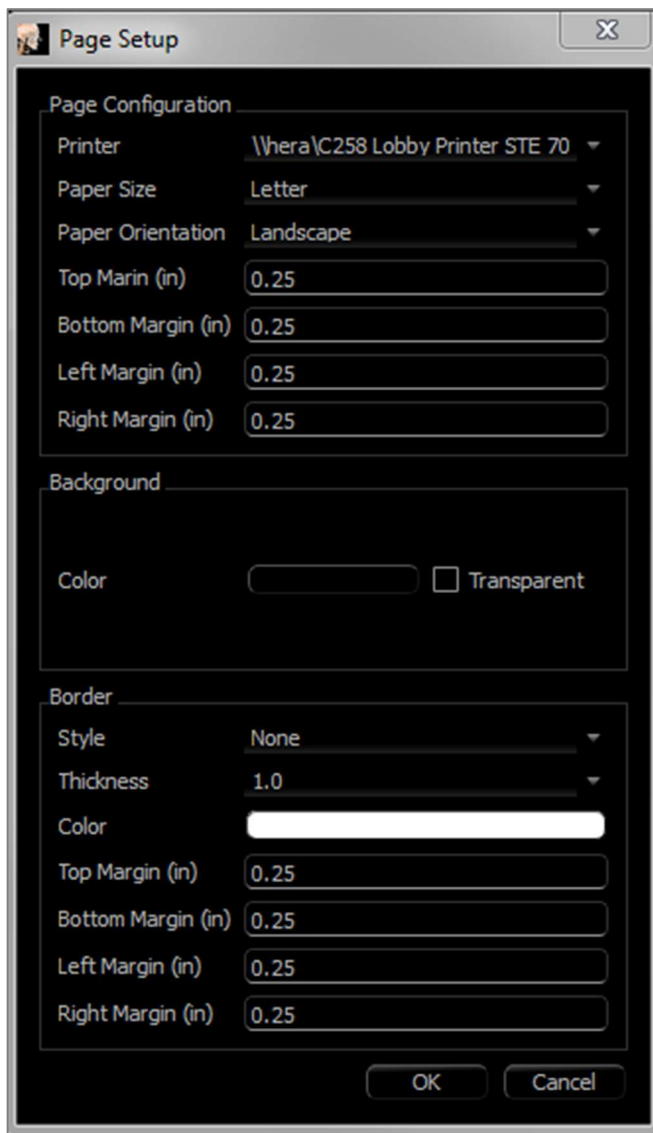 Page Setup
Page Configuration
Printer \\hera\C258 Lobby Printer STE 70
Paper Size Letter
Paper Orientation Landscape
Top Marin (in) 0.25
Bottom Margin (in) 0.25
Left Margin (in) 0.25
Right Margin (in) 0.25
Background
Color Transparent
Border
Style None
Thickness 1.0
Color
Top Margin (in) 0.25
Bottom Margin (in) 0.25
Left Margin (in) 0.25
Right Margin (in) 0.25
OK Cancel